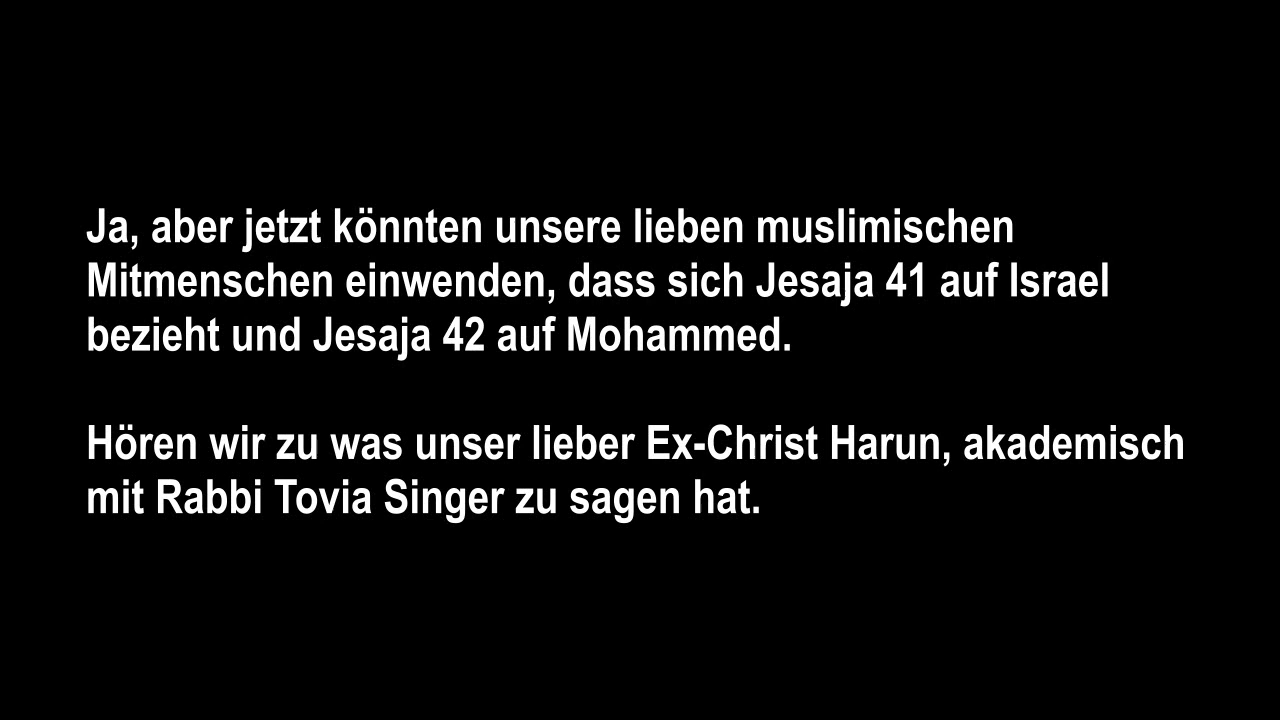 Ja, aber jetzt könnten unsere lieben muslimischen
Mitmenschen einwenden, dass sich Jesaja 41 auf Israel
bezieht und Jesaja 42 auf Mohammed.
Hören wir zu was unser lieber Ex-Christ Harun, akademisch
mit Rabbi Tovia Singer zu sagen hat.